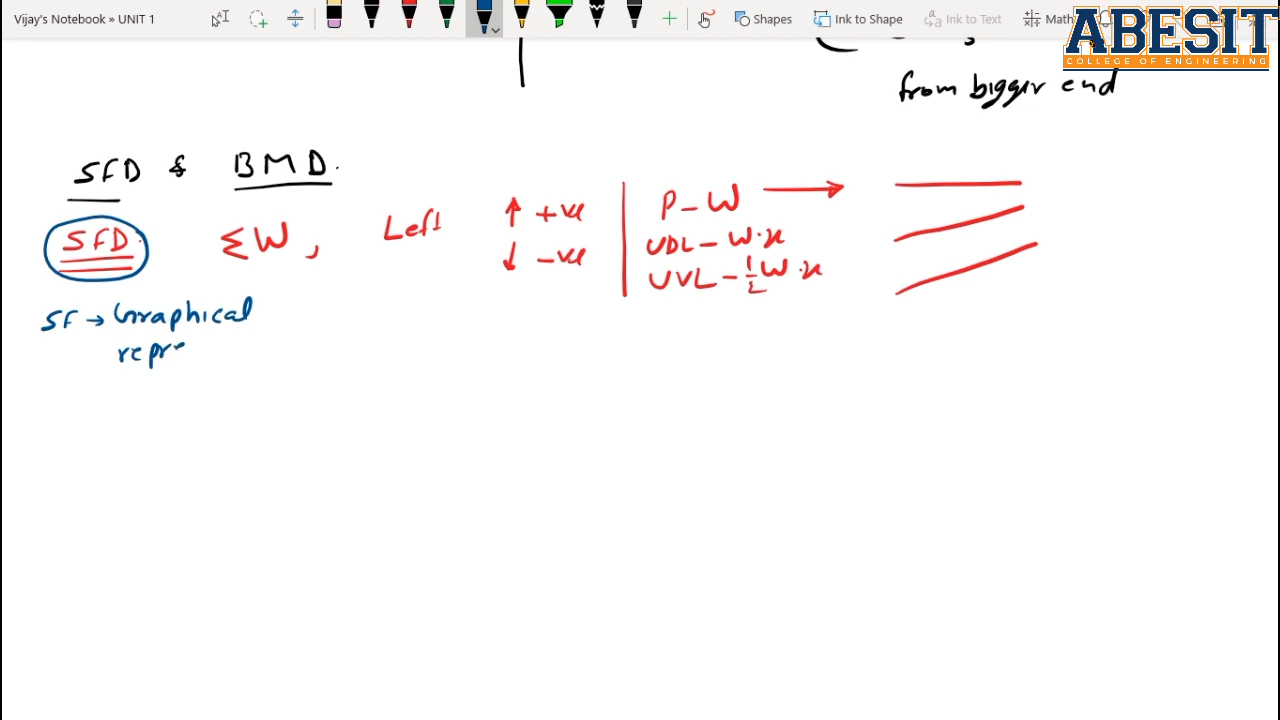 Vijay's Notebook » UNIT 1
Shapes
Ink to Shape
Ink to Text
Math
ABESIT
COLLEGE OF ENGINEERING
from bigger end
SFD & BMD.
SFD. ΣW, Left ↑ +ve P - W →
↓ -ve UDL - W·x
UVL - 1/2 W·x
SF → Graphical
repr